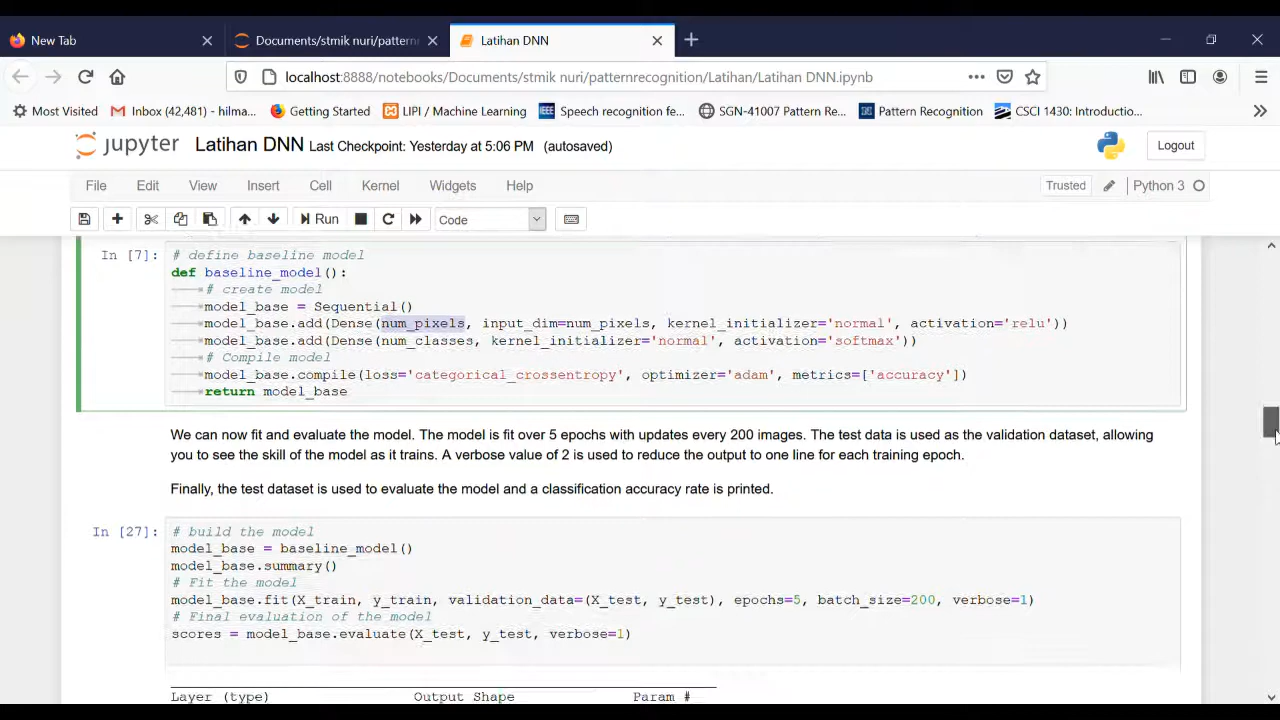 New Tab
Documents/stmik nuri/pattern
Latihan DNN
localhost:8888/notebooks/Documents/stmik nuri/patternrecognition/Latihan/Latihan DNN.ipynb
Most Visited
Inbox (42,481) - hilma...
Getting Started
LIPI / Machine Learning
Speech recognition fe...
SGN-41007 Pattern Re...
Pattern Recognition
CSCI 1430: Introductio...
jupyter Latihan DNN Last Checkpoint: Yesterday at 5:06 PM (autosaved)
Logout
File Edit View Insert Cell Kernel Widgets Help
Trusted
Python 3
Run
Code
In [7]:
# define baseline model
def baseline_model():
# create model
model_base = Sequential()
model_base.add(Dense(num_pixels, input_dim=num_pixels, kernel_initializer='normal', activation='relu'))
model_base.add(Dense(num_classes, kernel_initializer='normal', activation='softmax'))
# Compile model
model_base.compile(loss='categorical_crossentropy', optimizer='adam', metrics=['accuracy'])
return model_base
We can now fit and evaluate the model. The model is fit over 5 epochs with updates every 200 images. The test data is used as the validation dataset, allowing
you to see the skill of the model as it trains. A verbose value of 2 is used to reduce the output to one line for each training epoch.
Finally, the test dataset is used to evaluate the model and a classification accuracy rate is printed.
In [27]:
# build the model
model_base = baseline_model()
model_base.summary()
# Fit the model
model_base.fit(X_train, y_train, validation_data=(X_test, y_test), epochs=5, batch_size=200, verbose=1)
# Final evaluation of the model
scores = model_base.evaluate(X_test, y_test, verbose=1)
Layer (type) Output Shape Param #